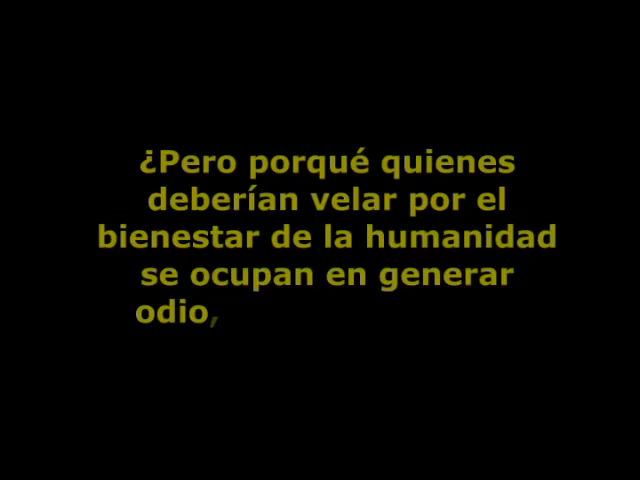 ¿Pero porqué quienes
deberían velar por el
bienestar de la humanidad
se ocupan en generar
odio,